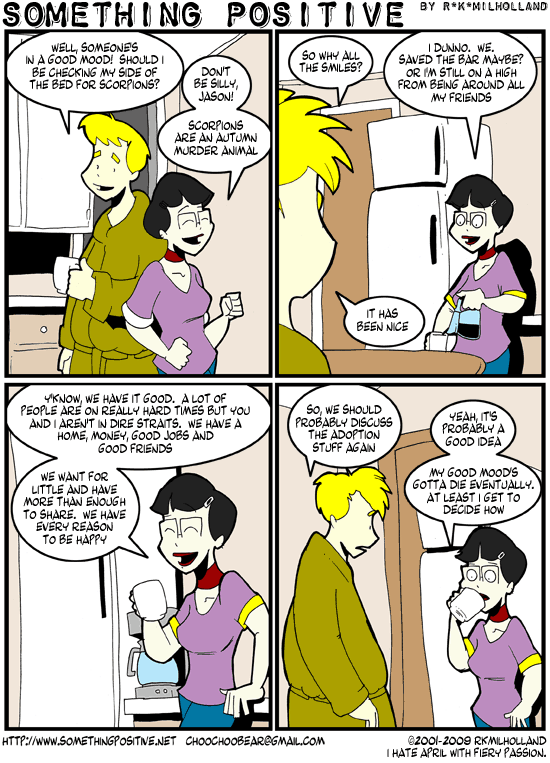 SOMETHING POSITIVE BY R*K*MILHOLLAND
WELL, SOMEONE'S
IN A GOOD MOOD! SHOULD I
BE CHECKING MY SIDE OF
THE BED FOR SCORPIONS?
DON'T
BE SILLY,
JASON!
SCORPIONS
ARE AN AUTUMN
MURDER ANIMAL
SO WHY ALL
THE SMILES?
I DUNNO. WE.
SAVED THE BAR MAYBE?
OR I'M STILL ON A HIGH
FROM BEING AROUND ALL
MY FRIENDS
IT HAS
BEEN NICE
Y'KNOW, WE HAVE IT GOOD. A LOT OF
PEOPLE ARE ON REALLY HARD TIMES BUT YOU
AND I AREN'T IN DIRE STRAITS. WE HAVE A
HOME, MONEY, GOOD JOBS AND
GOOD FRIENDS
WE WANT FOR
LITTLE AND HAVE
MORE THAN ENOUGH
TO SHARE. WE HAVE
EVERY REASON
TO BE HAPPY
SO, WE SHOULD
PROBABLY DISCUSS
THE ADOPTION
STUFF AGAIN
YEAH, IT'S
PROBABLY A
GOOD IDEA
MY GOOD MOOD'S
GOTTA DIE EVENTUALLY.
AT LEAST I GET TO
DECIDE HOW
HTTP://WWW.SOMETHINGPOSITIVE.NET CHOOCHOOBEAR@GMAIL.COM
©2001-2009 RKMILHOLLAND
I HATE APRIL WITH FIERY PASSION.